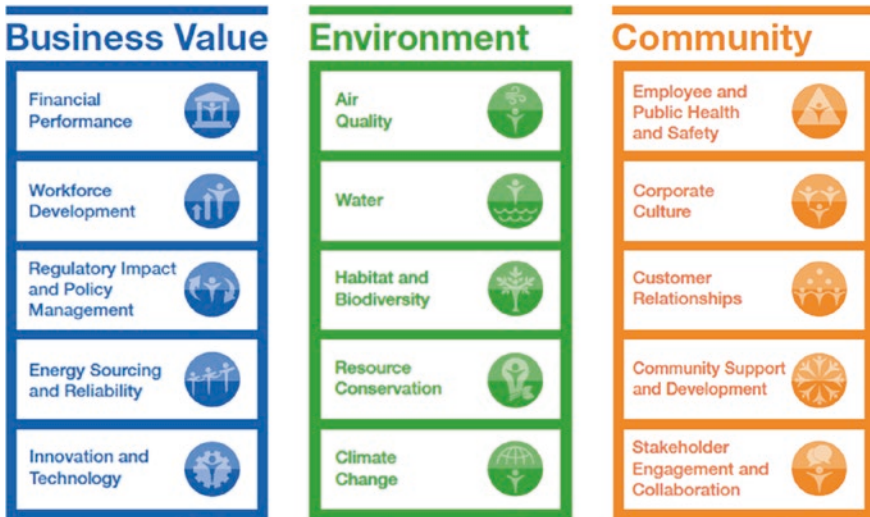 Business Value
Financial
Performance
Workforce
Development
Regulatory Impact
and Policy
Management
Energy Sourcing
and Reliability
Innovation and
Technology
Environment
Air
Quality
Water
Habitat and
Biodiversity
Resource
Conservation
Climate
Change
Community
Employee and
Public Health
and Safety
Corporate
Culture
Customer
Relationships
Community Support
and Development
Stakeholder
Engagement and
Collaboration